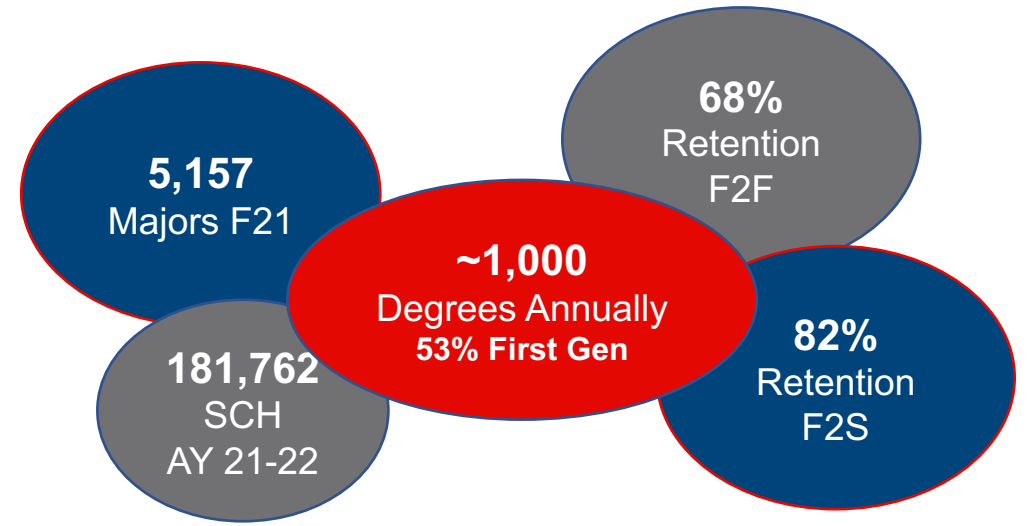 5,157
Majors F21
68%
Retention
F2F
~1,000
Degrees Annually
53% First Gen
181,762
SCH
AY 21-22
82%
Retention
F2S